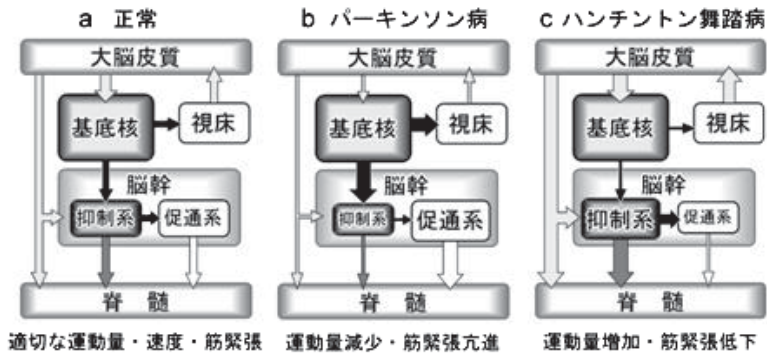 a 正常
大脳皮質
基底核
視床
脳幹
抑制系
促通系
脊 髄
適切な運動量・速度・筋緊張
b パーキンソン病
大脳皮質
基底核
視床
脳幹
抑制系
促通系
脊 髄
運動量減少・筋緊張亢進
c ハンチントン舞踏病
大脳皮質
基底核
視床
脳幹
抑制系
促通系
脊 髄
運動量増加・筋緊張低下